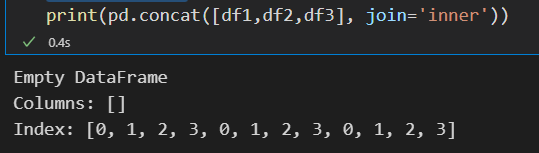 print(pd.concat([df1,df2,df3], join='inner'))
0.4s
Empty DataFrame
Columns: []
Index: [0, 1, 2, 3, 0, 1, 2, 3, 0, 1, 2, 3]